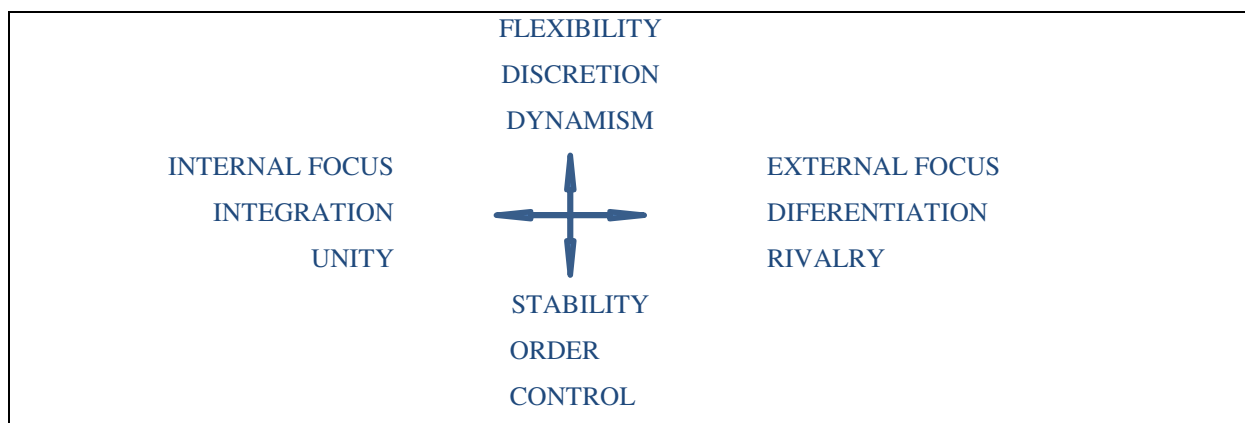 FLEXIBILITY
DISCRETION
DYNAMISM
INTERNAL FOCUS
INTEGRATION
UNITY
EXTERNAL FOCUS
DIFERENTIATION
RIVALRY
STABILITY
ORDER
CONTROL